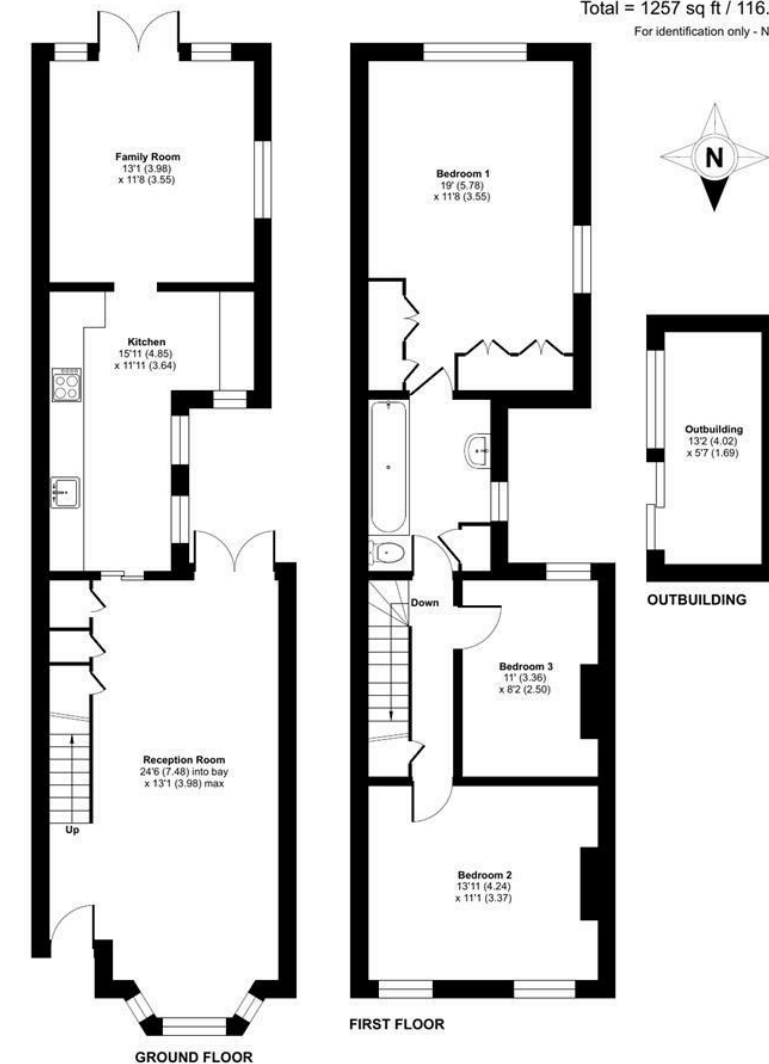 Total = 1257 sq ft / 116.
For identification only - N
Family Room
13'1 (3.98)
x 11'8 (3.55)
Bedroom 1
19' (5.78)
x 11'8 (3.55)
N
Kitchen
15'11 (4.85)
x 11'11 (3.64)
Outbuilding
13'2 (4.02)
x 5'7 (1.69)
OUTBUILDING
Down
Bedroom 3
11' (3.36)
x 8'2 (2.50)
Reception Room
24'6 (7.48) into bay
x 13'1 (3.98) max
Up
Bedroom 2
13'11 (4.24)
x 11'1 (3.37)
FIRST FLOOR
GROUND FLOOR